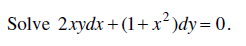 Solve 2xydx + (1 + x²)dy = 0.